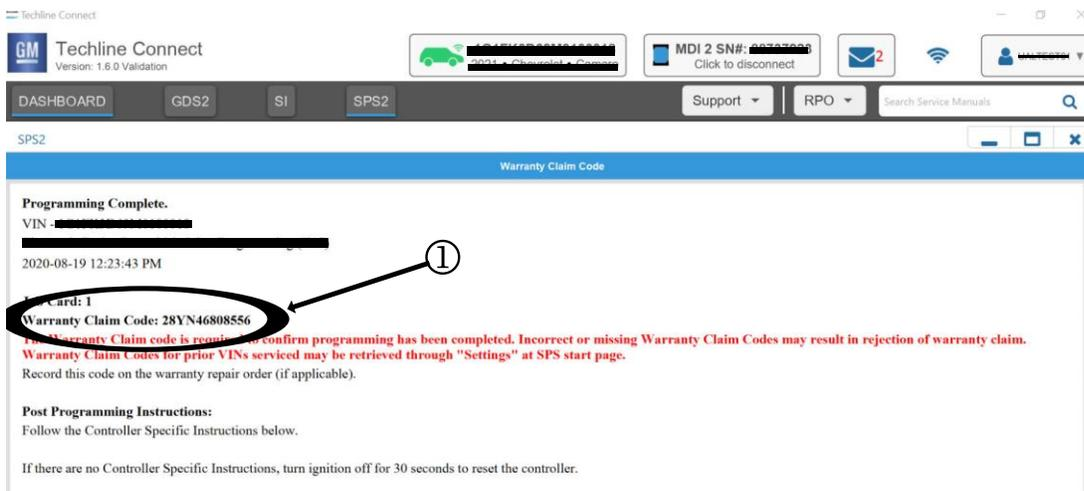 Techline Connect
GM
Techline Connect
Version: 1.6.0 Validation
2021 • Chevrolet • Camaro
MDI 2 SN#:
Click to disconnect
2
DASHBOARD
GDS2
SI
SPS2
Support
RPO
Search Service Manuals
SPS2
Warranty Claim Code
Programming Complete.
VIN -
2020-08-19 12:23:43 PM
①
Job Card: 1
Warranty Claim Code: 28YN46808556
The Warranty Claim code is required to confirm programming has been completed. Incorrect or missing Warranty Claim Codes may result in rejection of warranty claim.
Warranty Claim Codes for prior VINs serviced may be retrieved through "Settings" at SPS start page.
Record this code on the warranty repair order (if applicable).
Post Programming Instructions:
Follow the Controller Specific Instructions below.
If there are no Controller Specific Instructions, turn ignition off for 30 seconds to reset the controller.